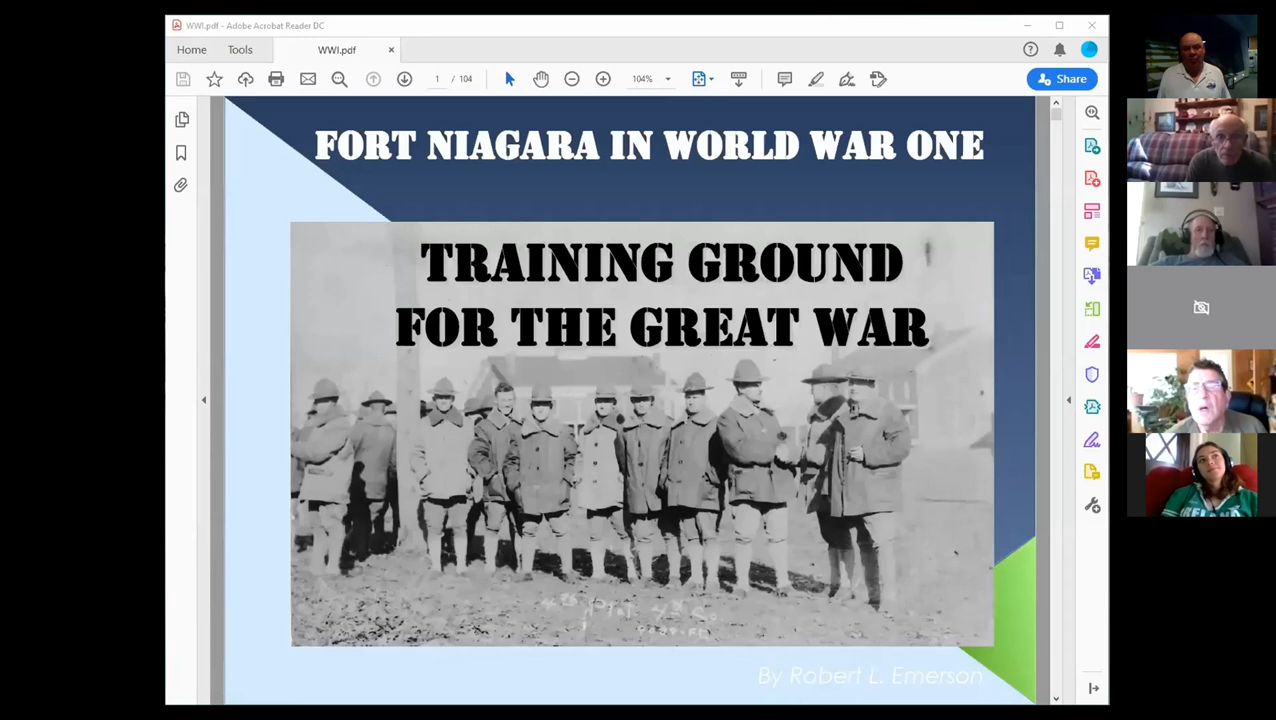 WWI.pdf - Adobe Acrobat Reader DC
Home Tools WWI.pdf
1 / 104 104% Share
FORT NIAGARA IN WORLD WAR ONE
TRAINING GROUND
FOR THE GREAT WAR
By Robert L. Emerson